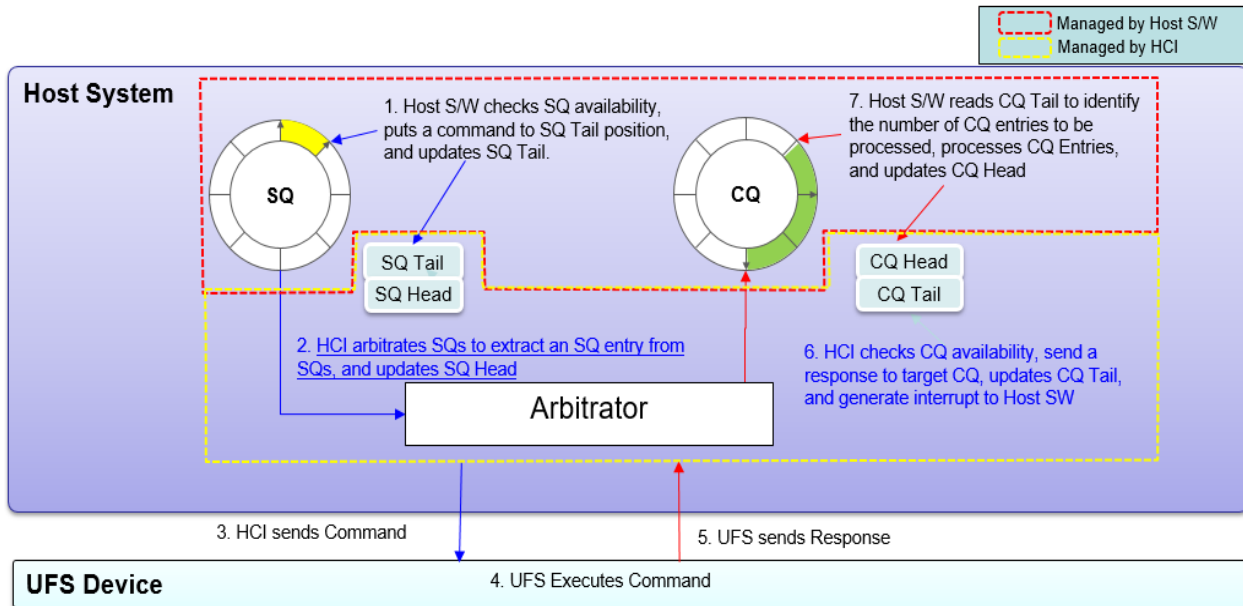 Managed by Host S/W
Managed by HCI
Host System
1. Host S/W checks SQ availability,
puts a command to SQ Tail position,
and updates SQ Tail.
7. Host S/W reads CQ Tail to identify
the number of CQ entries to be
processed, processes CQ Entries,
and updates CQ Head
SQ
CQ
SQ Tail
SQ Head
CQ Head
CQ Tail
2. HCI arbitrates SQs to extract an SQ entry from
SQs, and updates SQ Head
6. HCI checks CQ availability, send a
response to target CQ, updates CQ Tail,
and generate interrupt to Host SW
Arbitrator
3. HCI sends Command
5. UFS sends Response
UFS Device
4. UFS Executes Command